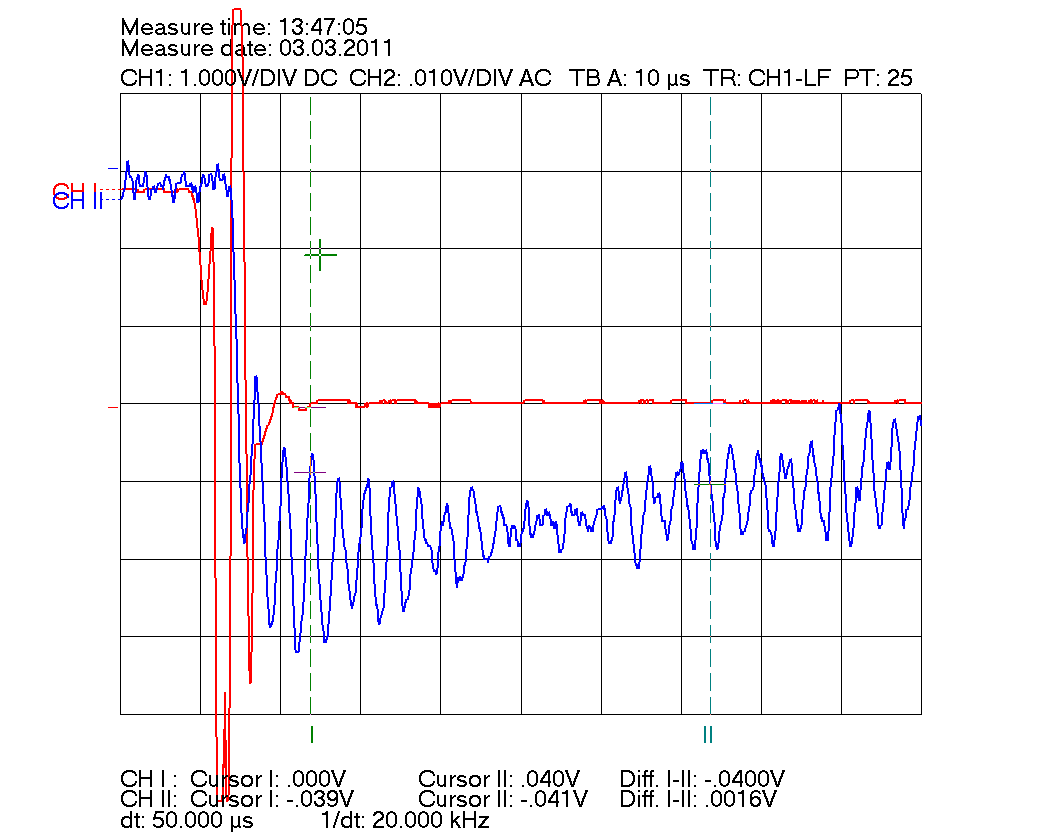 Measure time: 13:47:05
Measure date: 03.03.2011
CH1: 1.000V/DIV DC CH2: .010V/DIV AC TB A: 10 µs TR: CH1-LF PT: 25
CH I
CH II
I
II
CH I : Cursor I: .000V Cursor II: .040V Diff. I-II: -.0400V
CH II: Cursor I: -.039V Cursor II: -.041V Diff. I-II: .0016V
dt: 50.000 µs 1/dt: 20.000 kHz